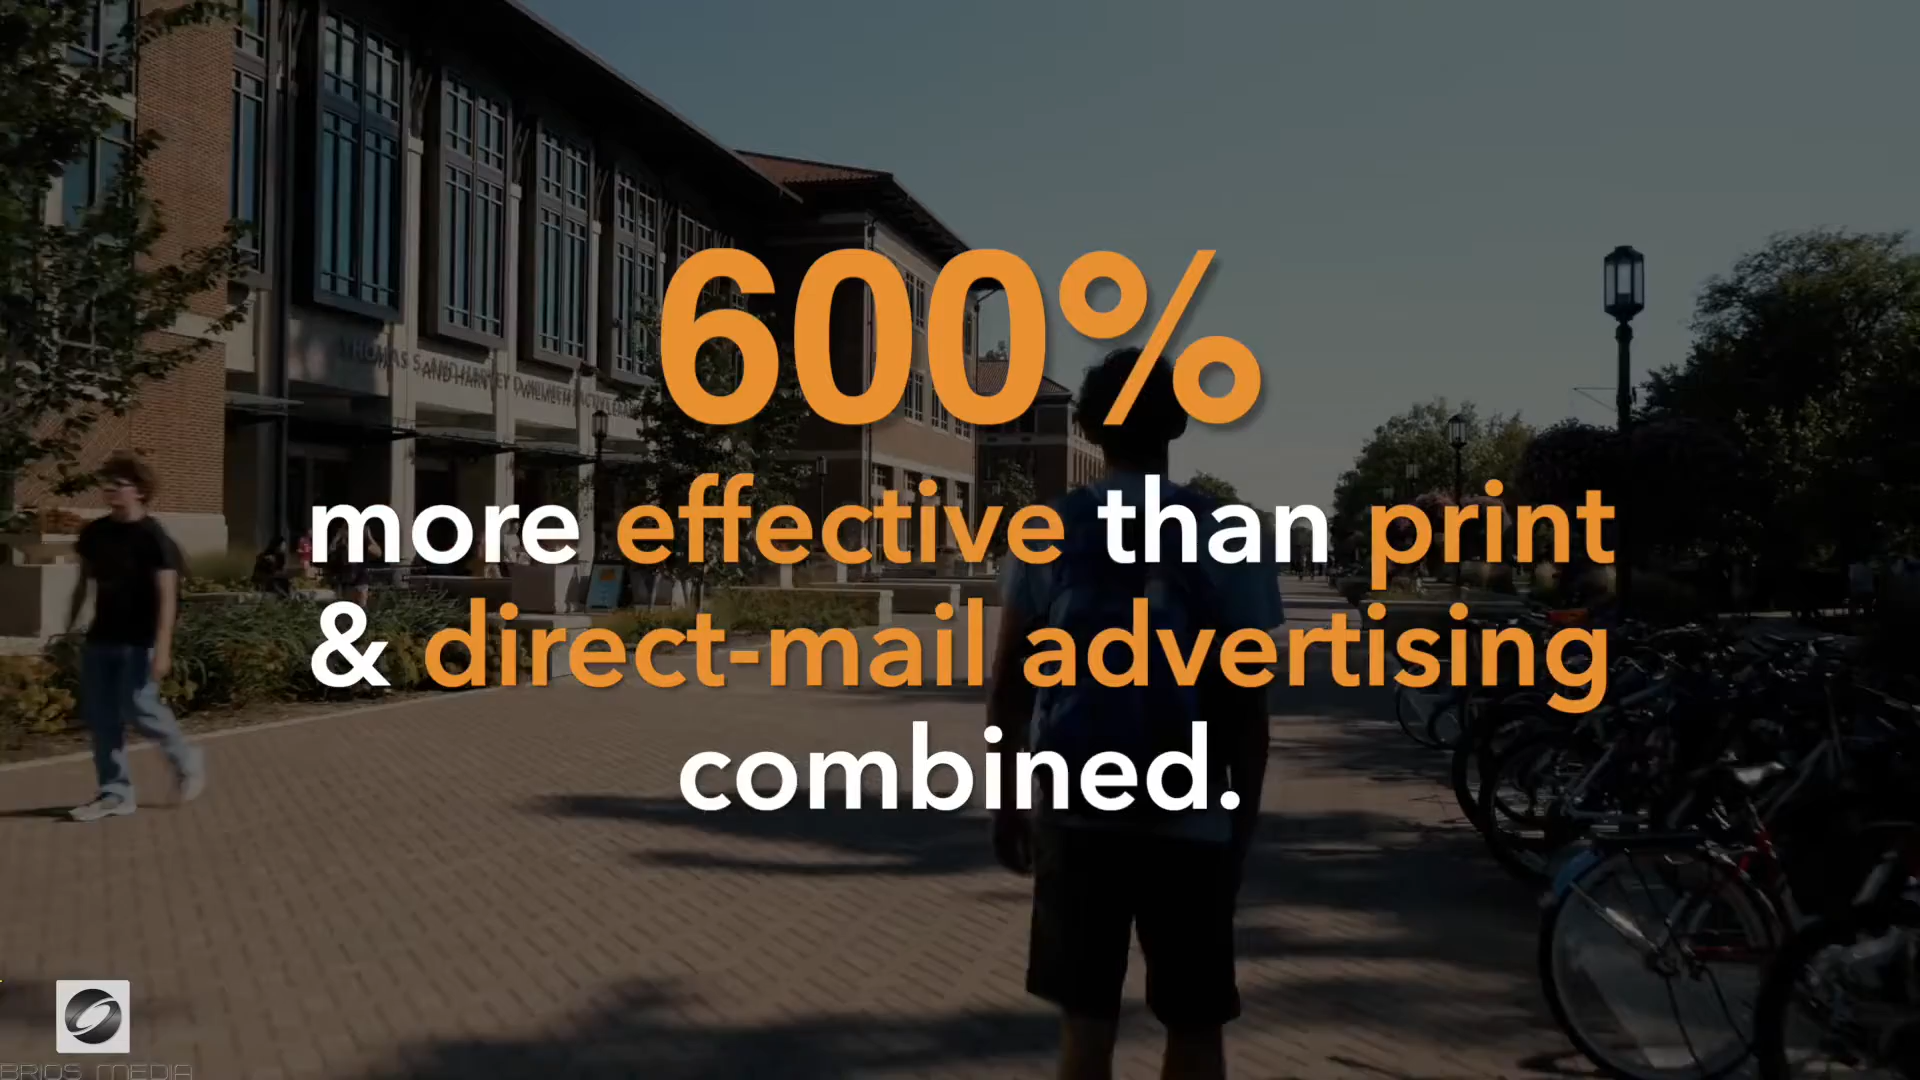 600%
more effective than print
& direct-mail advertising
combined.
BRIOS MEDIA